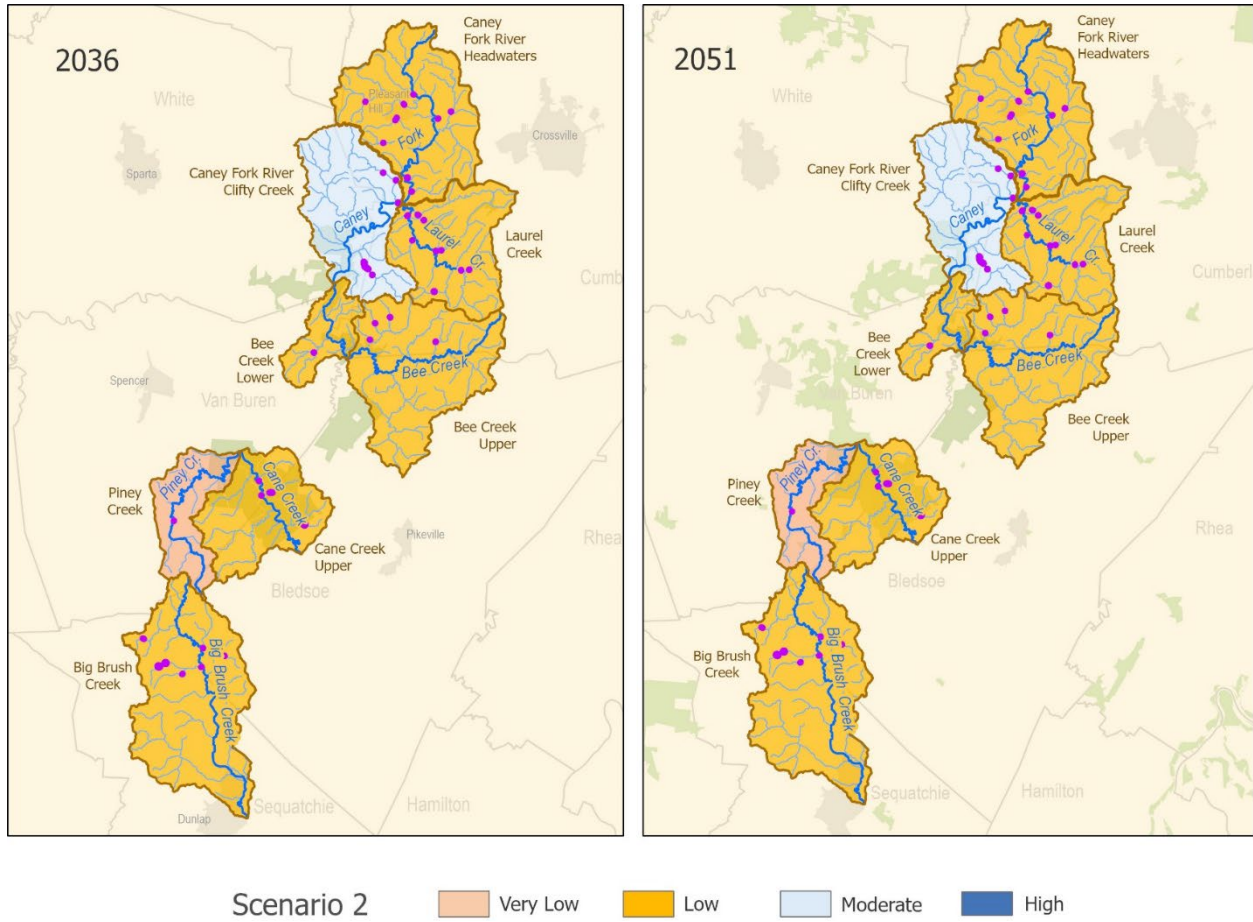 2036
White
Caney
Fork River
Headwaters
Pleasant
Hill
Crossville
Fork
Sparta
Caney Fork River
Clifty Creek
Caney
Laurel
Cr.
Laurel
Creek
Cumb
Bee
Creek
Lower
Bee Creek
Spencer
Van Buren
Bee Creek
Upper
Piney Cr.
Cane Creek
Piney
Creek
Pikeville
Rhea
Cane Creek
Upper
Bledsoe
Big Brush
Creek
Big Brush Creek
Sequatchie
Hamilton
Dunlap
2051
White
Caney
Fork River
Headwaters
Fork
Caney Fork River
Clifty Creek
Caney
Laurel
Cr.
Laurel
Creek
Cumberl
Bee
Creek
Lower
Bee Creek
Van Buren
Bee Creek
Upper
Piney Cr.
Cane Creek
Piney
Creek
Rhea
Cane Creek
Upper
Bledsoe
Big Brush
Creek
Big Brush Creek
Sequatchie
Hamilton
Scenario 2
Very Low
Low
Moderate
High